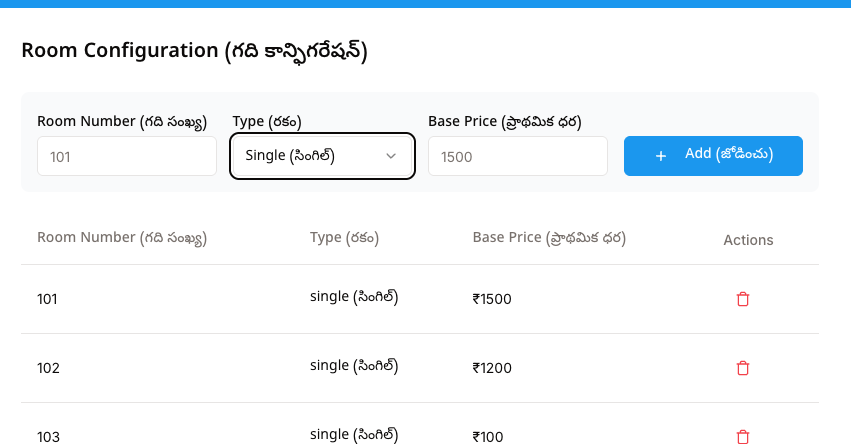 Room Configuration (గది కాన్ఫిగరేషన్)
Room Number (గది సంఖ్య) Type (రకం) Base Price (ప్రాథమిక ధర)
101 Single (సింగిల్) 1500 + Add (జోడించు)
Room Number (గది సంఖ్య) Type (రకం) Base Price (ప్రాథమిక ధర) Actions
101 single (సింగిల్) ₹1500
102 single (సింగిల్) ₹1200
103 single (సింగిల్) ₹100